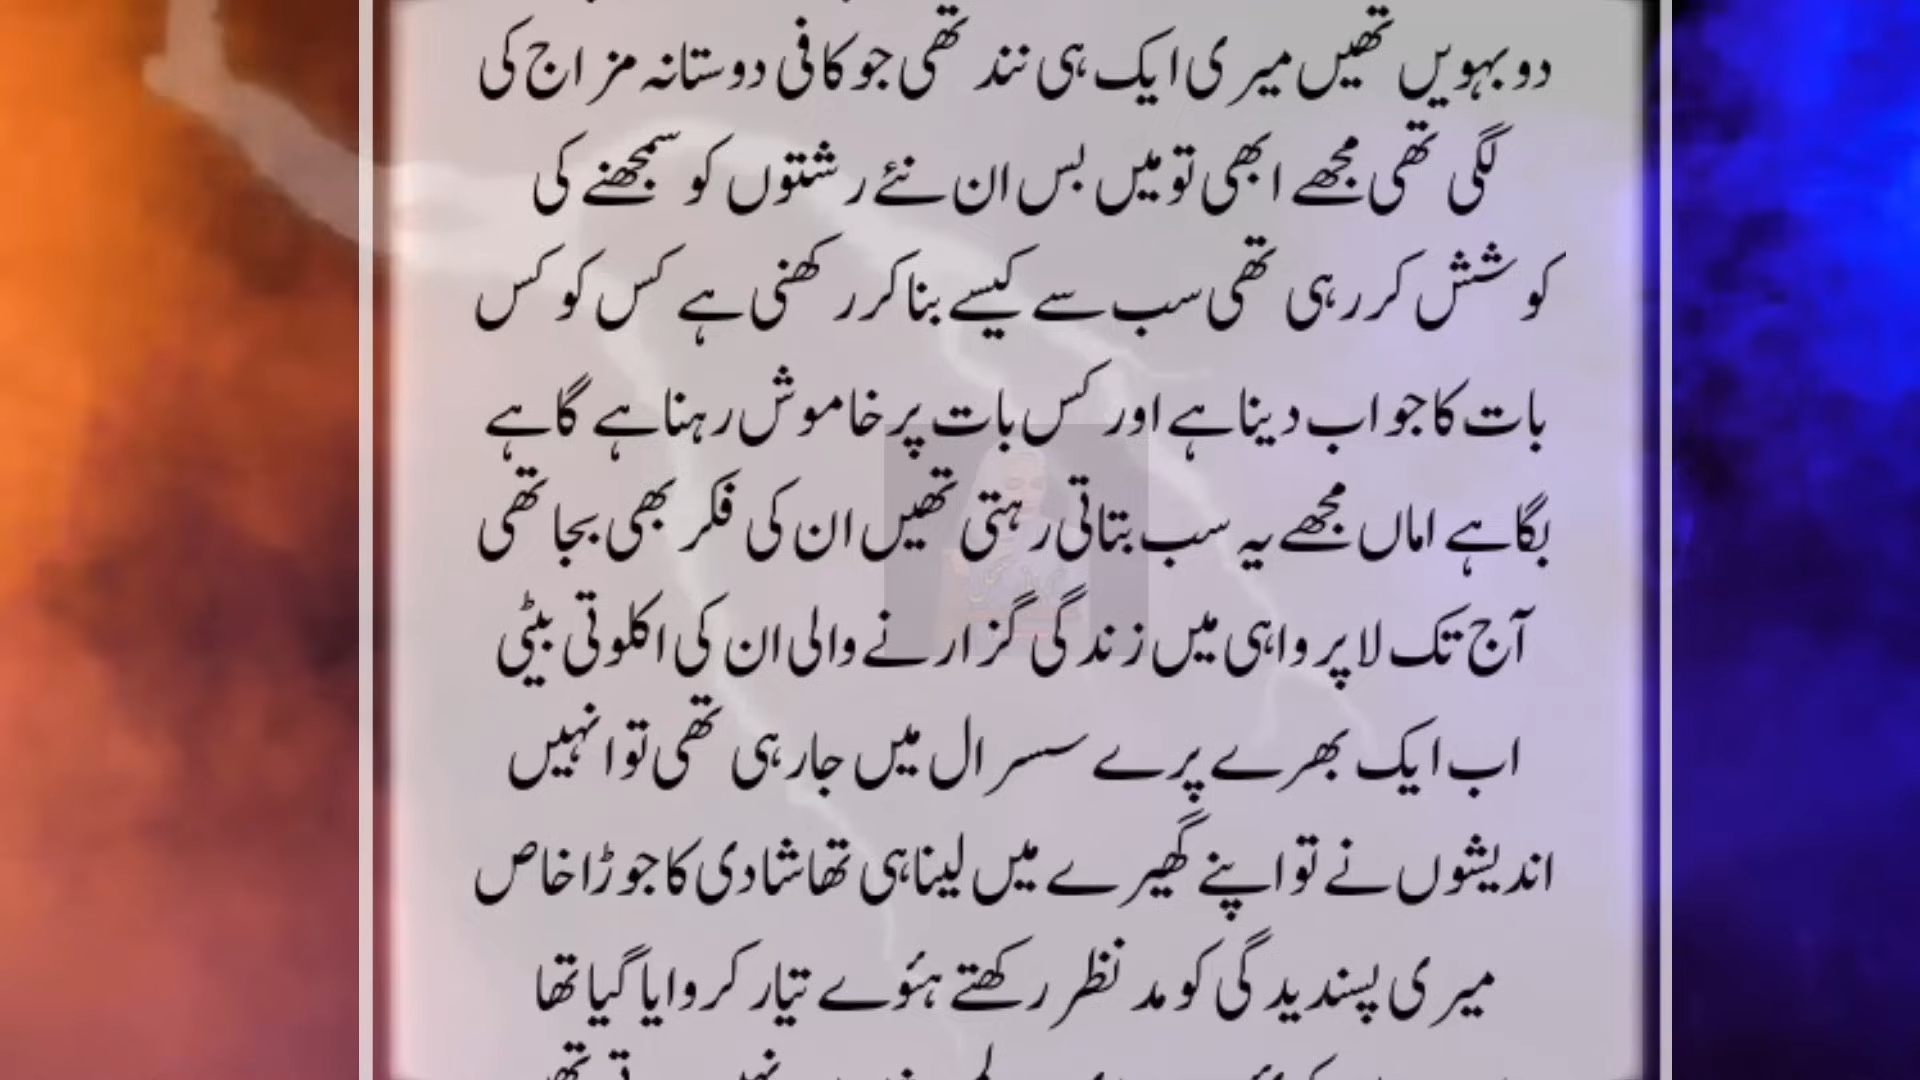 دو بہویں تھیں میری ایک ہی نند تھی جو کافی دوستانہ مزاج کی
لگی تھی مجھے ابھی تو میں بس ان نئے رشتوں کو سمجھنے کی
کوشش کر رہی تھی سب سے کیسے بنا کر رکھنی ہے کس کو کس
بات کا جواب دینا ہے اور کس بات پر خاموش رہنا ہے گاہے
بگاہے اماں مجھے یہ سب بتاتی رہتی تھیں ان کی فکر بھی بجا تھی
آج تک لاپرواہی میں زندگی گزارنے والی ان کی اکلوتی بیٹی
اب ایک بھرے پرے سسرال میں جا رہی تھی تو انہیں
اندیشوں نے تو اپنے گھیرے میں لینا ہی تھا شادی کا جوڑا خاص
میری پسندیدگی کو مد نظر رکھتے ہوئے تیار کروایا گیا تھا